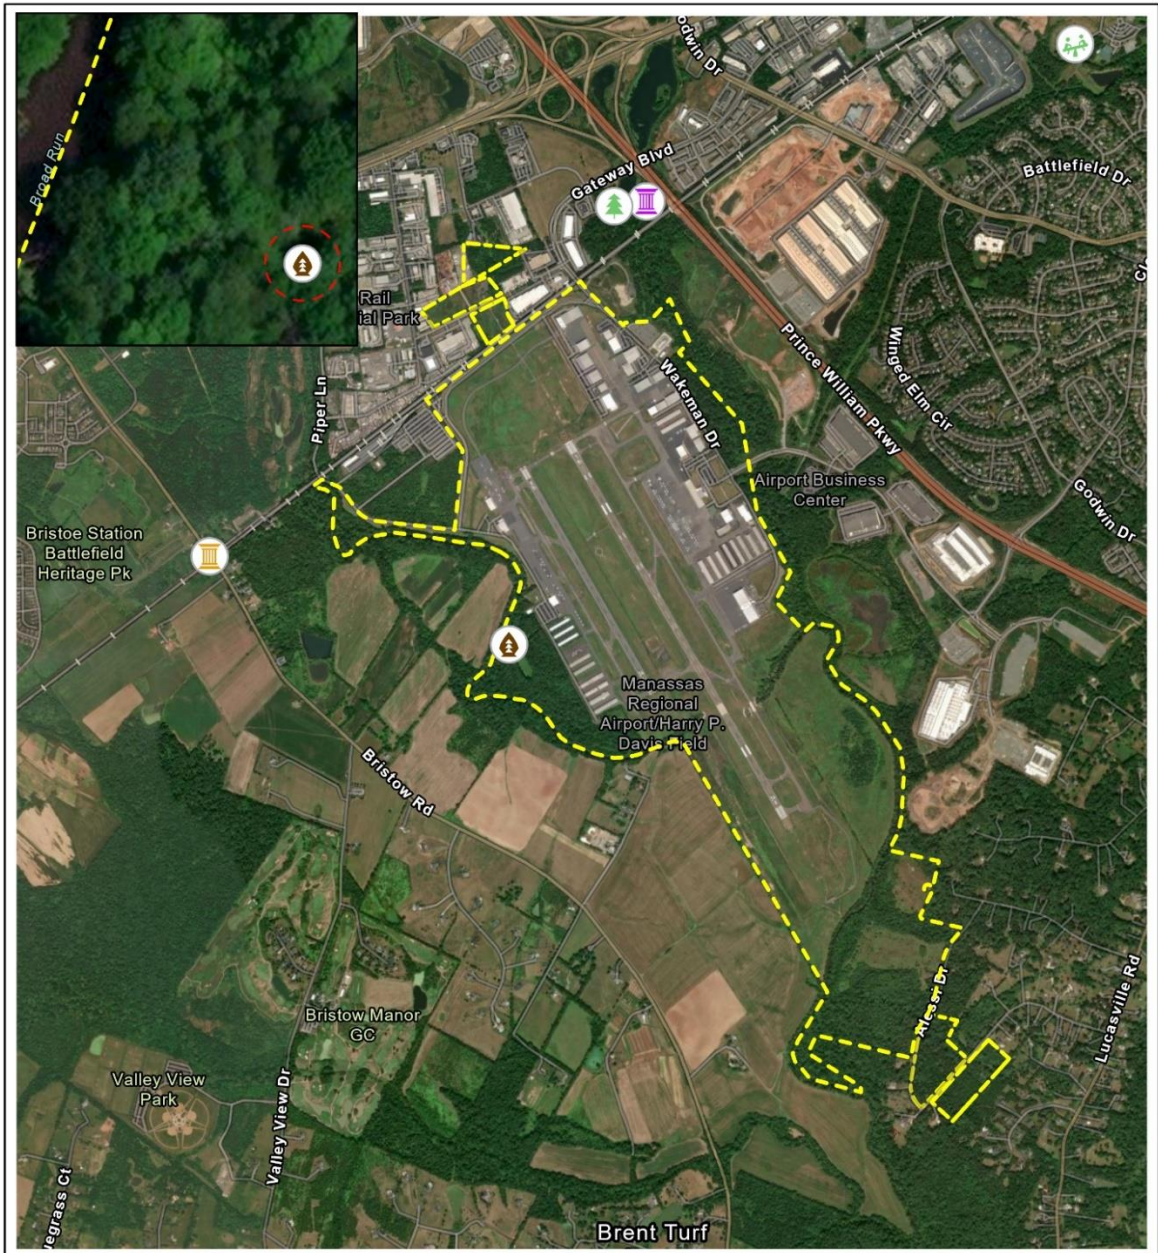 odwin Dr
Battlefield Dr
Gateway Blvd
Broad Run
Rail
ial Park
Piper Ln
Wakeman Dr
Prince William Pkwy
Winged Elm Cir
Airport Business
Center
Godwin Dr
Bristoe Station
Battlefield
Heritage Pk
Manassas
Regional
Airport/Harry P.
Davis Field
Bristow Rd
Alessi Dr
Lucasville Rd
Bristow Manor
GC
Valley View
Park
Valley View Dr
uegrass Ct
Brent Turf